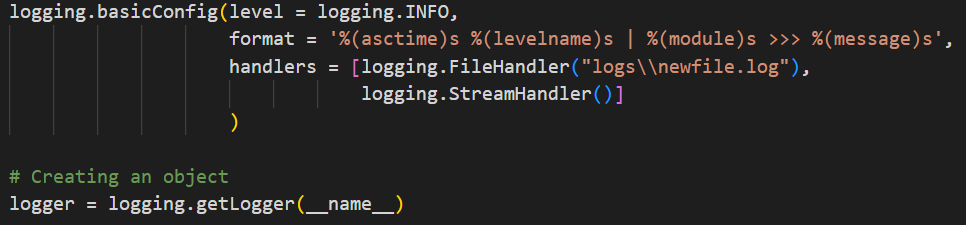 logging.basicConfig(level = logging.INFO,
format = '%(asctime)s %(levelname)s | %(module)s >>> %(message)s',
handlers = [logging.FileHandler("logs\\newfile.log"),
logging.StreamHandler()]
)
# Creating an object
logger = logging.getLogger(__name__)